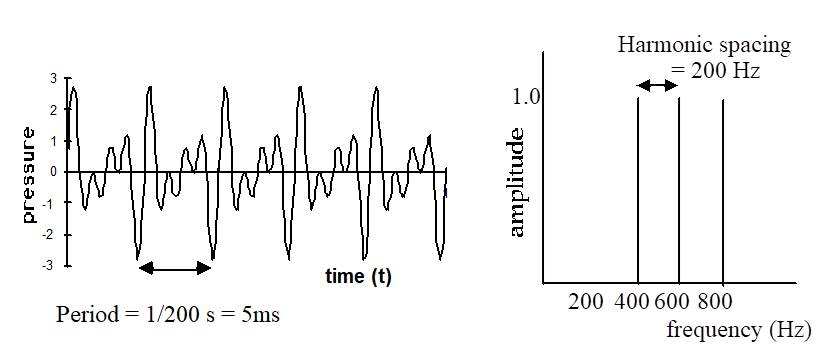 3
2
1
0
-1
-2
-3
pressure
time (t)
Period = 1/200 s = 5ms
Harmonic spacing
= 200 Hz
1.0
amplitude
200 400 600 800
frequency (Hz)